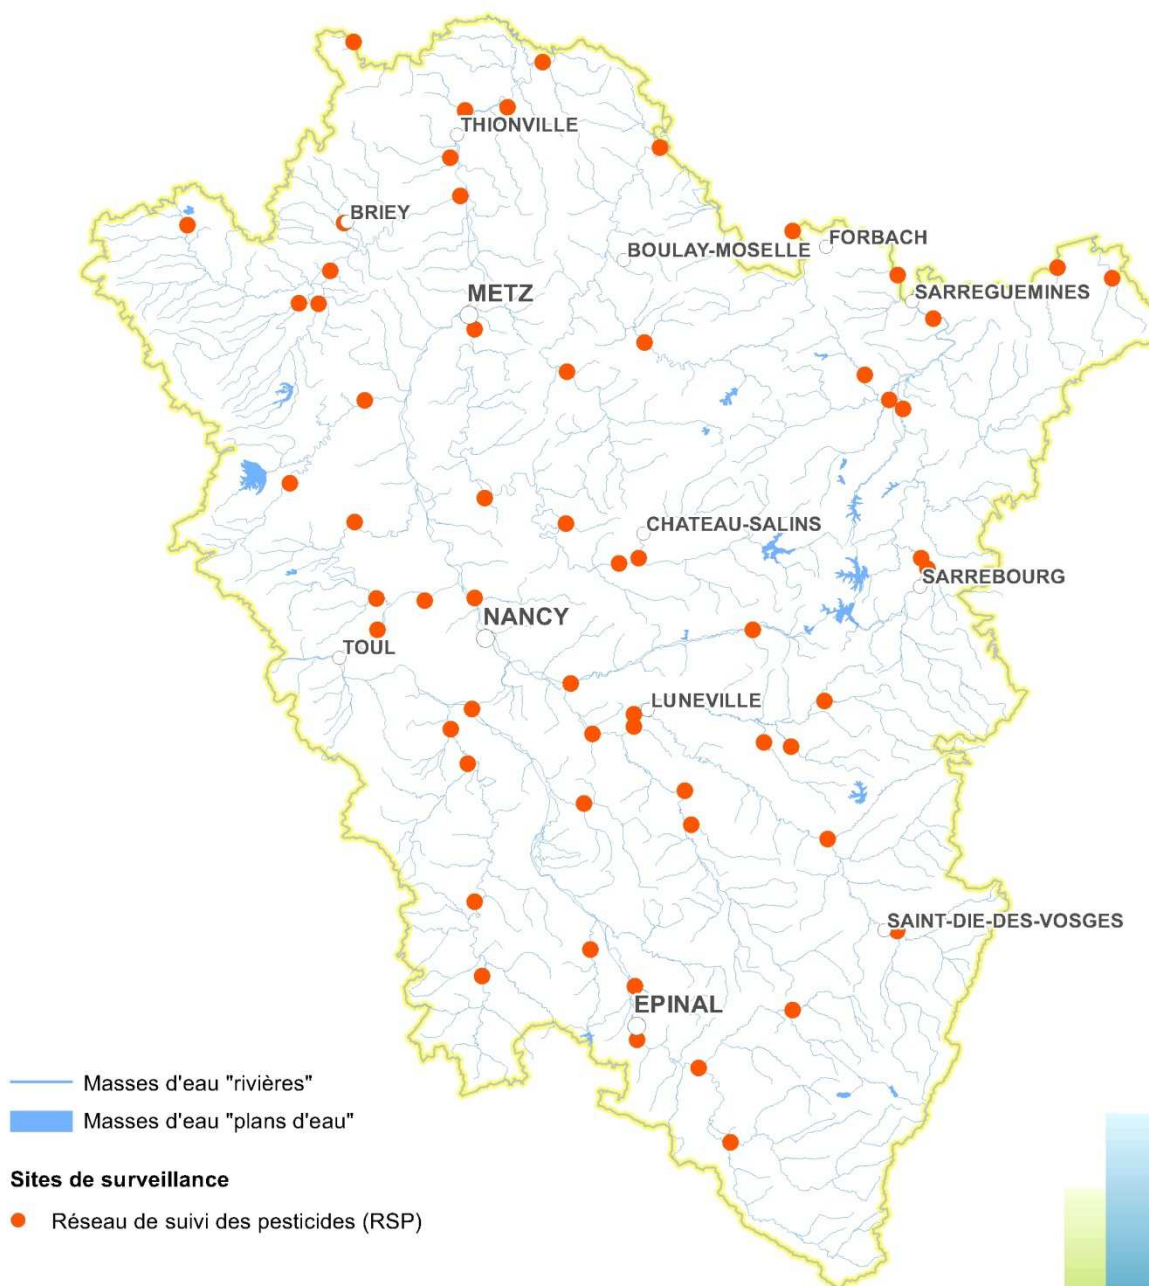 THIONVILLE
BRIEY
BOULAY-MOSELLE
FORBACH
SARREGUEMINES
METZ
CHATEAU-SALINS
SARREBOURG
NANCY
TOUL
LUNEVILLE
SAINT-DIE-DES-VOSGES
EPINAL
Masses d'eau "rivières"
Masses d'eau "plans d'eau"
Sites de surveillance
Réseau de suivi des pesticides (RSP)